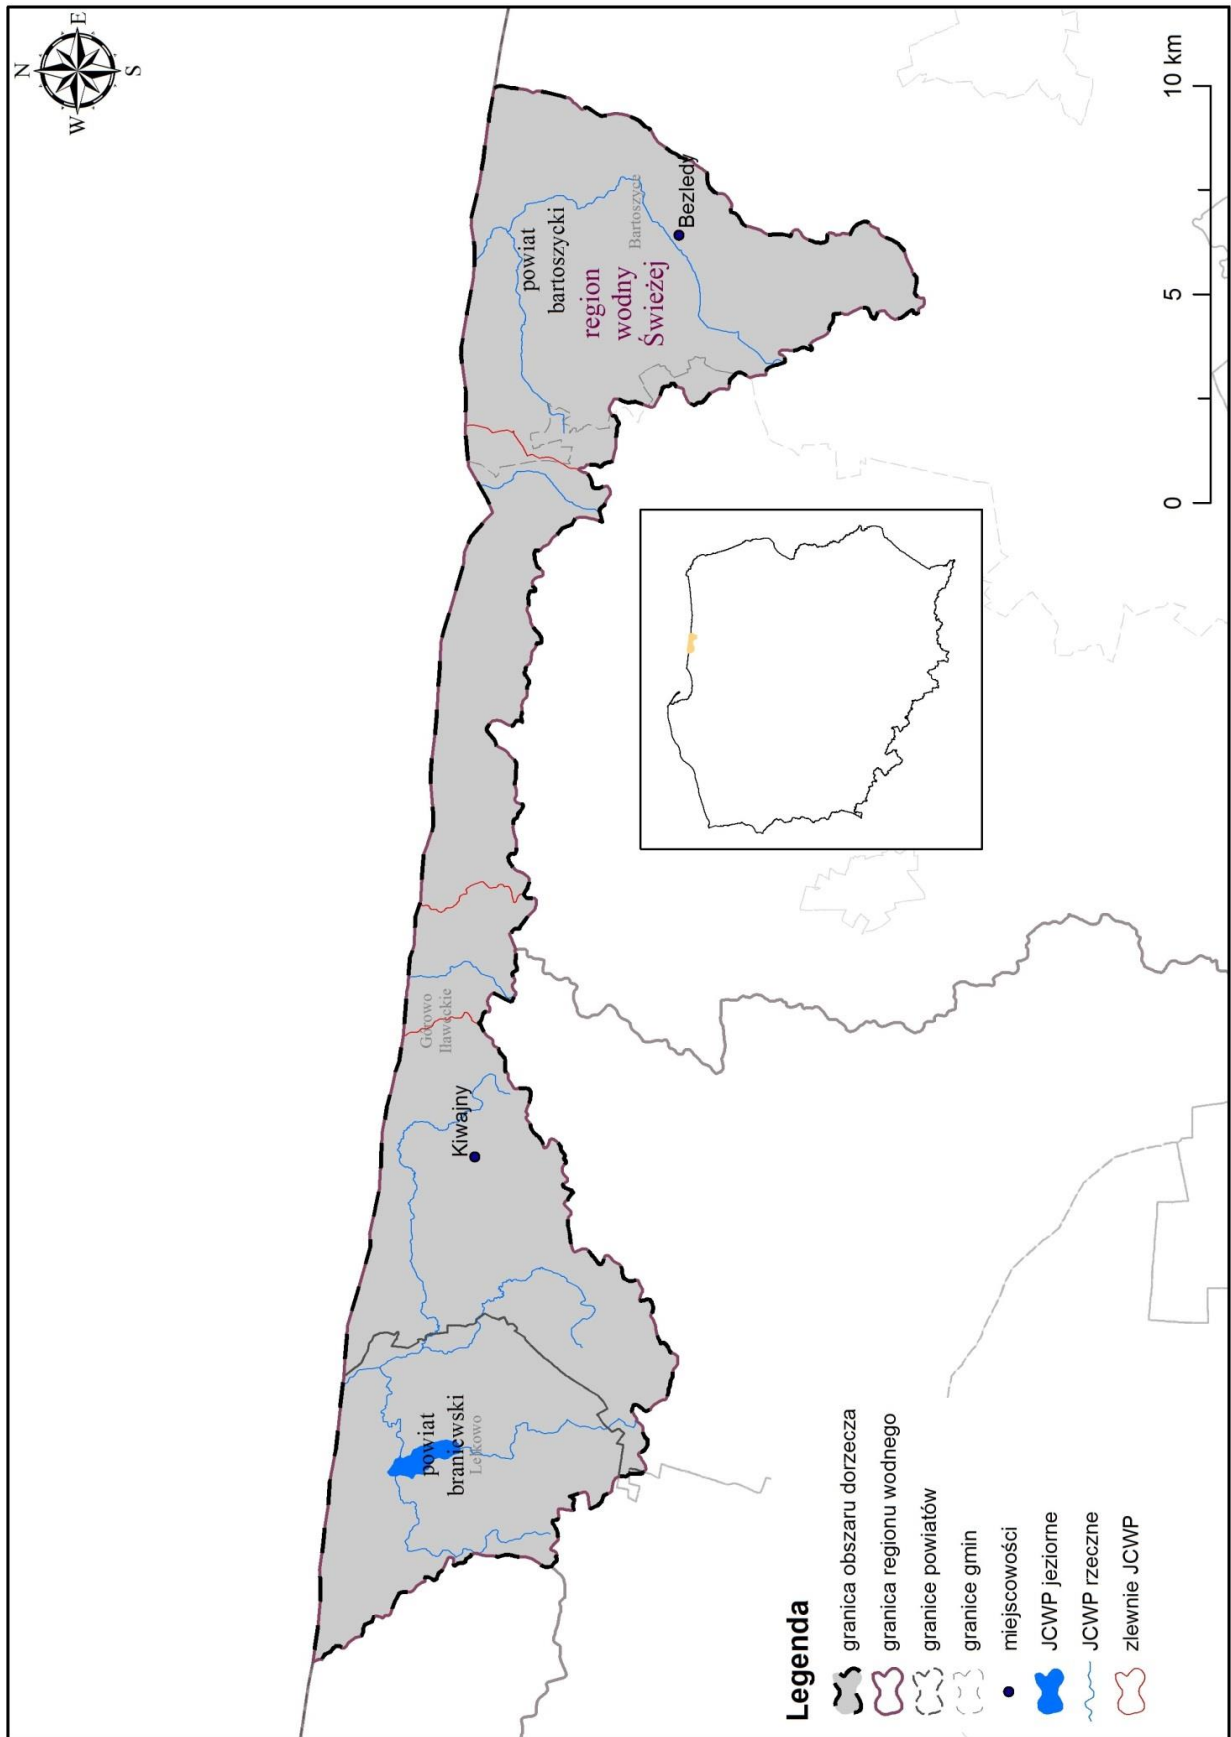 N
W
E
S
powiat
bartoszycki
region
wodny
Świeżej
Bartoszyce
Bezledy
Górowo
Iławeckie
Kiwajny
powiat
braniewski
Lelkowo
0
5
10 km
Legenda
granica obszaru dorzecza
granica regionu wodnego
granice powiatów
granice gmin
miejscowości
JCWP jeziorne
JCWP rzeczne
zlewnie JCWP